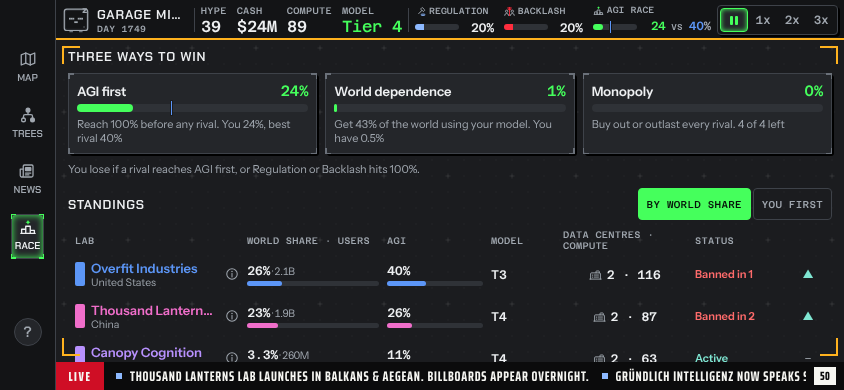 GARAGE MI...
DAY 1749
HYPE
39
CASH
$24M
COMPUTE
89
MODEL
Tier 4
REGULATION
20%
BACKLASH
20%
AGI RACE
24 VS 40%
1x
2x
3x
MAP
TREES
NEWS
RACE
?
THREE WAYS TO WIN
AGI first
24%
Reach 100% before any rival. You 24%, best
rival 40%
World dependence
1%
Get 43% of the world using your model. You
have 0.5%
Monopoly
0%
Buy out or outlast every rival. 4 of 4 left
You lose if a rival reaches AGI first, or Regulation or Backlash hits 100%.
STANDINGS
BY WORLD SHARE
YOU FIRST
LAB
WORLD SHARE · USERS
AGI
MODEL
DATA CENTRES ·
COMPUTE
STATUS
Overfit Industries
United States
26%·2.1B
40%
T3
2 · 116
Banned in 1
Thousand Lantern...
China
23%·1.9B
26%
T4
2 · 87
Banned in 2
Canopy Cognition
3.3%·260M
11%
T4
2 · 63
Active
LIVE
THOUSAND LANTERNS LAB LAUNCHES IN BALKANS & AEGEAN. BILLBOARDS APPEAR OVERNIGHT.
GRÜNDLICH INTELLIGENZ NOW SPEAKS
50